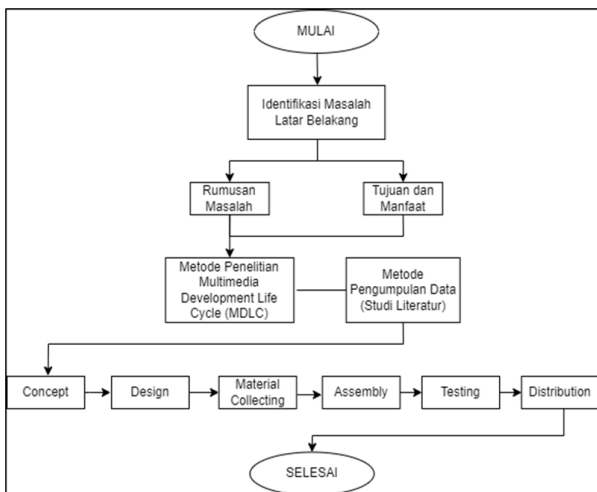 MULAI
Identifikasi Masalah
Latar Belakang
Rumusan
Masalah
Tujuan dan
Manfaat
Metode Penelitian
Multimedia
Development Life
Cycle (MDLC)
Metode
Pengumpulan Data
(Studi Literatur)
Concept
Design
Material
Collecting
Assembly
Testing
Distribution
SELESAI